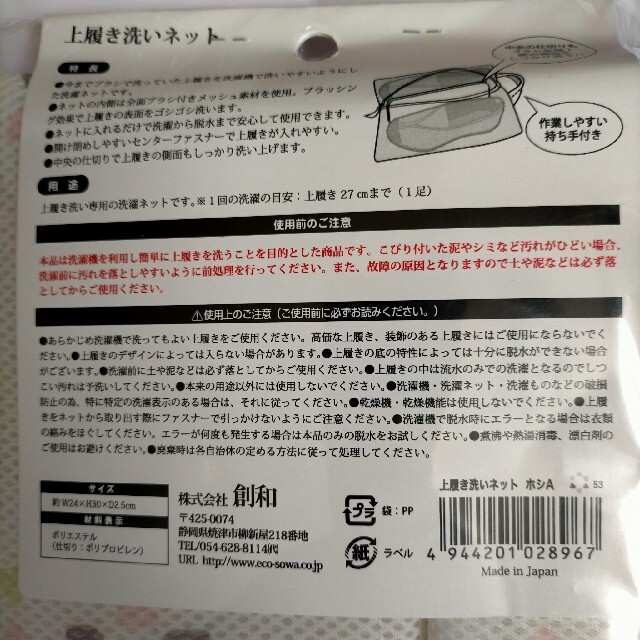 上履き洗いネット
特長
●今までブラシで洗っていた上履きを洗濯機で洗いやすいようにし
た洗濯ネットです。
●ネットの内側は全面ブラシ付きメッシュ素材を使用。ブラッシン
グ効果で上履きの表面をゴシゴシ洗います。
●ネットに入れるだけで洗濯から脱水まで安心して使用できます。
●開け閉めしやすいセンターファスナーで上履きが入れやすい。
●中央の仕切りで上履きの側面もしっかり洗い上げます。
作業しやすい
持ち手付き
用途
上履き洗い専用の洗濯ネットです。※1回の洗濯の目安:上履き27㎝まで(1足)
使用前のご注意
本品は洗濯機を利用し簡単に上履きを洗うことを目的とした商品です。こびり付いた泥やシミなど汚れがひどい場合、
洗濯前に汚れを落としやすいように前処理を行ってください。また、故障の原因となりますので土や泥などは必ず落
としてからご使ください。
⚠使用上のご注意(ご使用前に必ずお読みください。)
●あらかじめ洗濯機で洗ってもよい上履きをご使用ください。高価な上履き、装飾のある上履きにはご使用にならないでく
ださい。●上履きのデザインによっては入らない場合があります。●上履きの底の特性によっては十分に脱水ができない場合
がございます。●洗濯前に土や泥などは必ず落としてからご使用ください。●上履きの中は流水のみでの洗濯となるのでしつ
こい汚れは予洗いしてください。●本来の用途以外には使用しないでください。●洗濯機・洗濯ネット・洗濯ものなどの破損
防止の為、特に特定の洗濯表示のある場合は、それに従ってください。●乾燥機・乾燥機能は使用しないでください。●上履
きをネットから取り出す際にファスナーで引っかけないようにご注意ください。●洗濯機で脱水時にエラーとなる場合は衣類
の絡みをほぐしてください。エラーが何度も発生する場合は本品のみの脱水をお試しください。●煮沸や熱湯消毒、漂白剤の
ご使用はお避けください。●廃棄時は各自治体の定める方法に従って処理してください。
サイズ
約W24×H30×D2.5cm
材質表示
ポリエステル
(仕切り:ポリプロピレン)
株式会社 創和
〒425-0074
静岡県焼津市柳新屋218番地
TEL/054-628-8114㈹
URL http://www.eco-sowa.co.jp
プラ 袋:PP
紙 ラベル
上履き洗いネット ホシA 53
4 944201 028967
Made in Japan